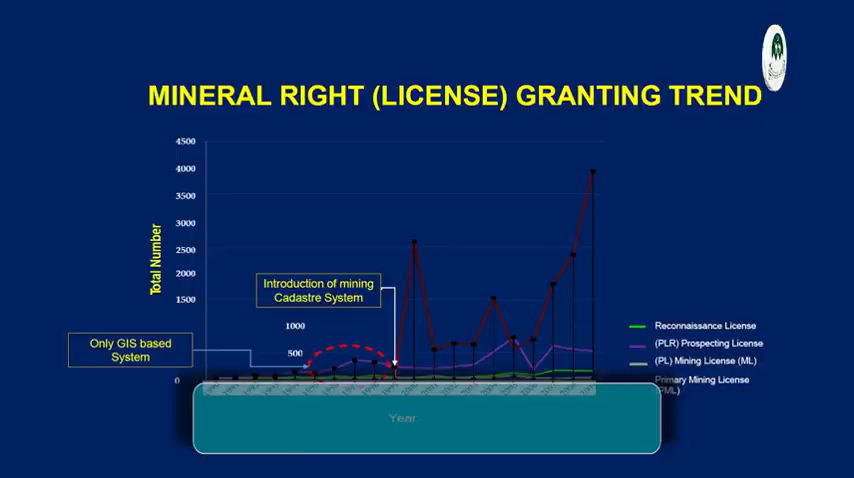 MINERAL RIGHT (LICENSE) GRANTING TREND
4500
4000
3500
3000
2500
2000
1500
1000
500
0
Total Number
Introduction of mining
Cadastre System
Only GIS based
System
Reconnaissance License
(PLR) Prospecting License
(PL) Mining License (ML)
Primary Mining License
(PML)
Year